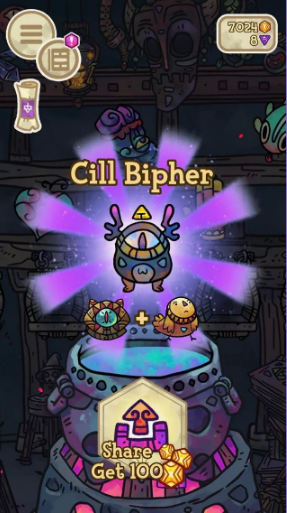 7024
8
Cill Bipher
+
Share
Get 100